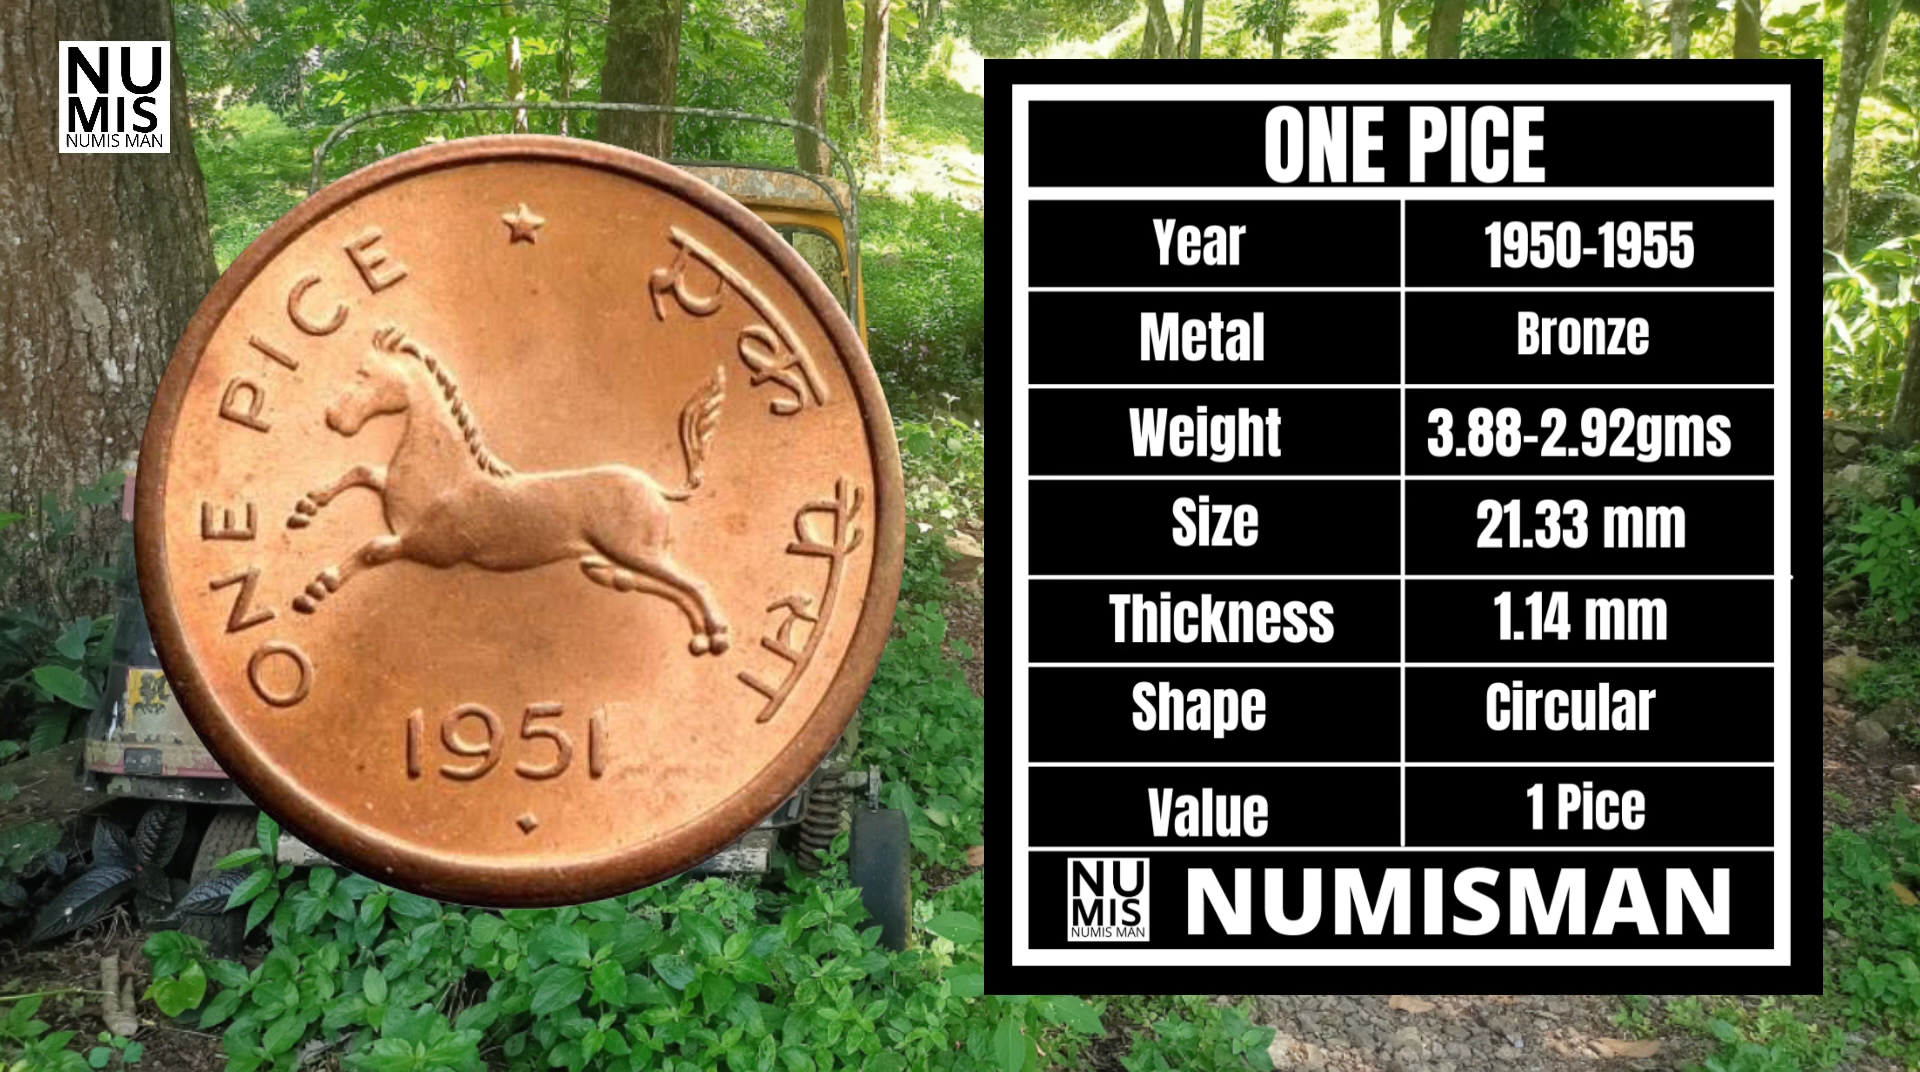 NU
MIS
NUMIS MAN
ONE PICE
एक पैसा
1951
ONE PICE
Year 1950-1955
Metal Bronze
Weight 3.88-2.92gms
Size 21.33 mm
Thickness 1.14 mm
Shape Circular
Value 1 Pice
NU
MIS
NUMIS MAN
NUMISMAN